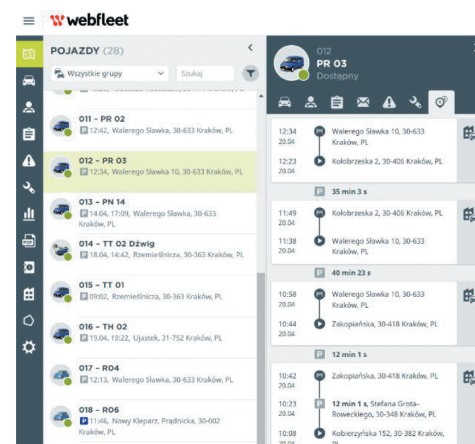 webfleet
POJAZDY (28)
Wszystkie grupy
Szukaj
011 - PR 02
P 12:42, Walerego Sławka, 30-633 Kraków, PL
012 - PR 03
P 12:34, Walerego Sławka 10, 30-633 Kraków, PL
013 - PN 14
P 14.04, 17:09, Walerego Sławka, 30-633
Kraków, PL
014 - TT 02 Dźwig
P 18.04, 14:42, Rzemieślnicza, 30-363 Kraków, PL
015 - TT 01
P 09:02, Rzemieślnicza, 30-363 Kraków, PL
016 - TH 02
P 19.04, 19:22, Ujastek, 31-752 Kraków, PL
017 - R04
P 12:13, Walerego Sławka, 30-633 Kraków, PL
018 - R06
P 11:46, Nowy Kleparz, Prądnicka, 30-002
Kraków, PL
012
PR 03
Dostępny
12:34 Walerego Sławka 10, 30-633
20.04 Kraków, PL
12:23 Kołobrzeska 2, 30-406 Kraków, PL
20.04
P 35 min 3 s
11:49 Kołobrzeska 2, 30-406 Kraków, PL
20.04
11:38 Walerego Sławka 10, 30-633
20.04 Kraków, PL
P 40 min 23 s
10:58 Walerego Sławka 10, 30-633
20.04 Kraków, PL
10:44 Zakopiańska, 30-418 Kraków, PL
20.04
P 12 min 1 s
10:42 Zakopiańska, 30-418 Kraków, PL
20.04
10:23 P 12 min 1 s, Stefana Grota-
20.04 Roweckiego, 30-348 Kraków, PL
10:08 Kobierzyńska 152, 30-382 Kraków,
PL